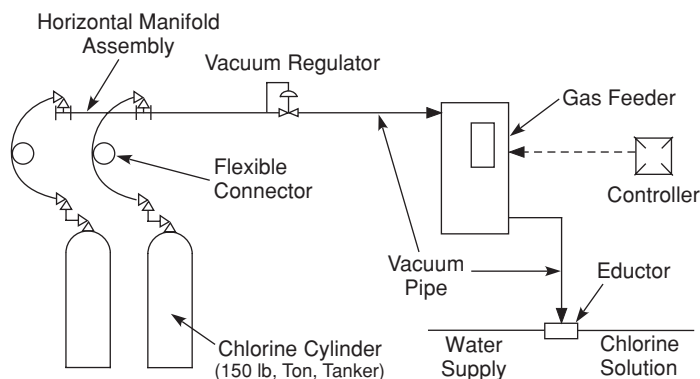 Horizontal Manifold
Assembly
Vacuum Regulator
Gas Feeder
Flexible
Connector
Controller
Vacuum
Pipe
Eductor
Water
Supply
Chlorine
Solution
Chlorine Cylinder
(150 lb, Ton, Tanker)